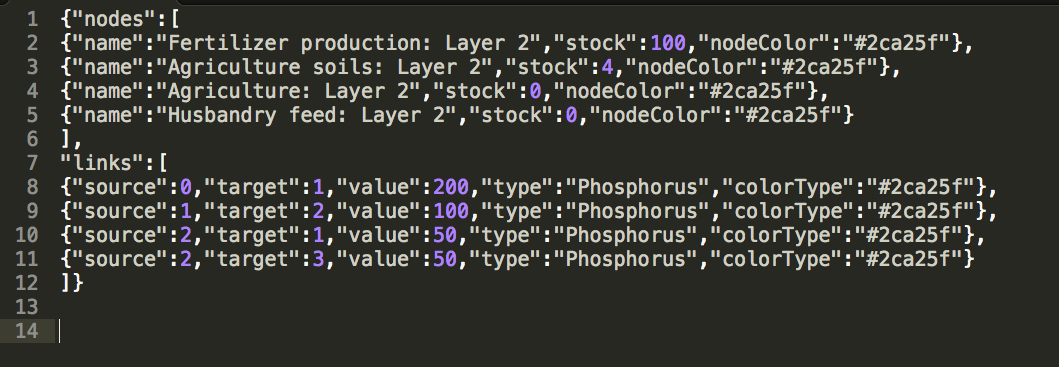 1 {"nodes":[
2 {"name":"Fertilizer production: Layer 2","stock":100,"nodeColor":"#2ca25f"},
3 {"name":"Agriculture soils: Layer 2","stock":4,"nodeColor":"#2ca25f"},
4 {"name":"Agriculture: Layer 2","stock":0,"nodeColor":"#2ca25f"},
5 {"name":"Husbandry feed: Layer 2","stock":0,"nodeColor":"#2ca25f"}
6 ],
7 "links":[
8 {"source":0,"target":1,"value":200,"type":"Phosphorus","colorType":"#2ca25f"},
9 {"source":1,"target":2,"value":100,"type":"Phosphorus","colorType":"#2ca25f"},
10 {"source":2,"target":1,"value":50,"type":"Phosphorus","colorType":"#2ca25f"},
11 {"source":2,"target":3,"value":50,"type":"Phosphorus","colorType":"#2ca25f"}
12 ]}
13
14